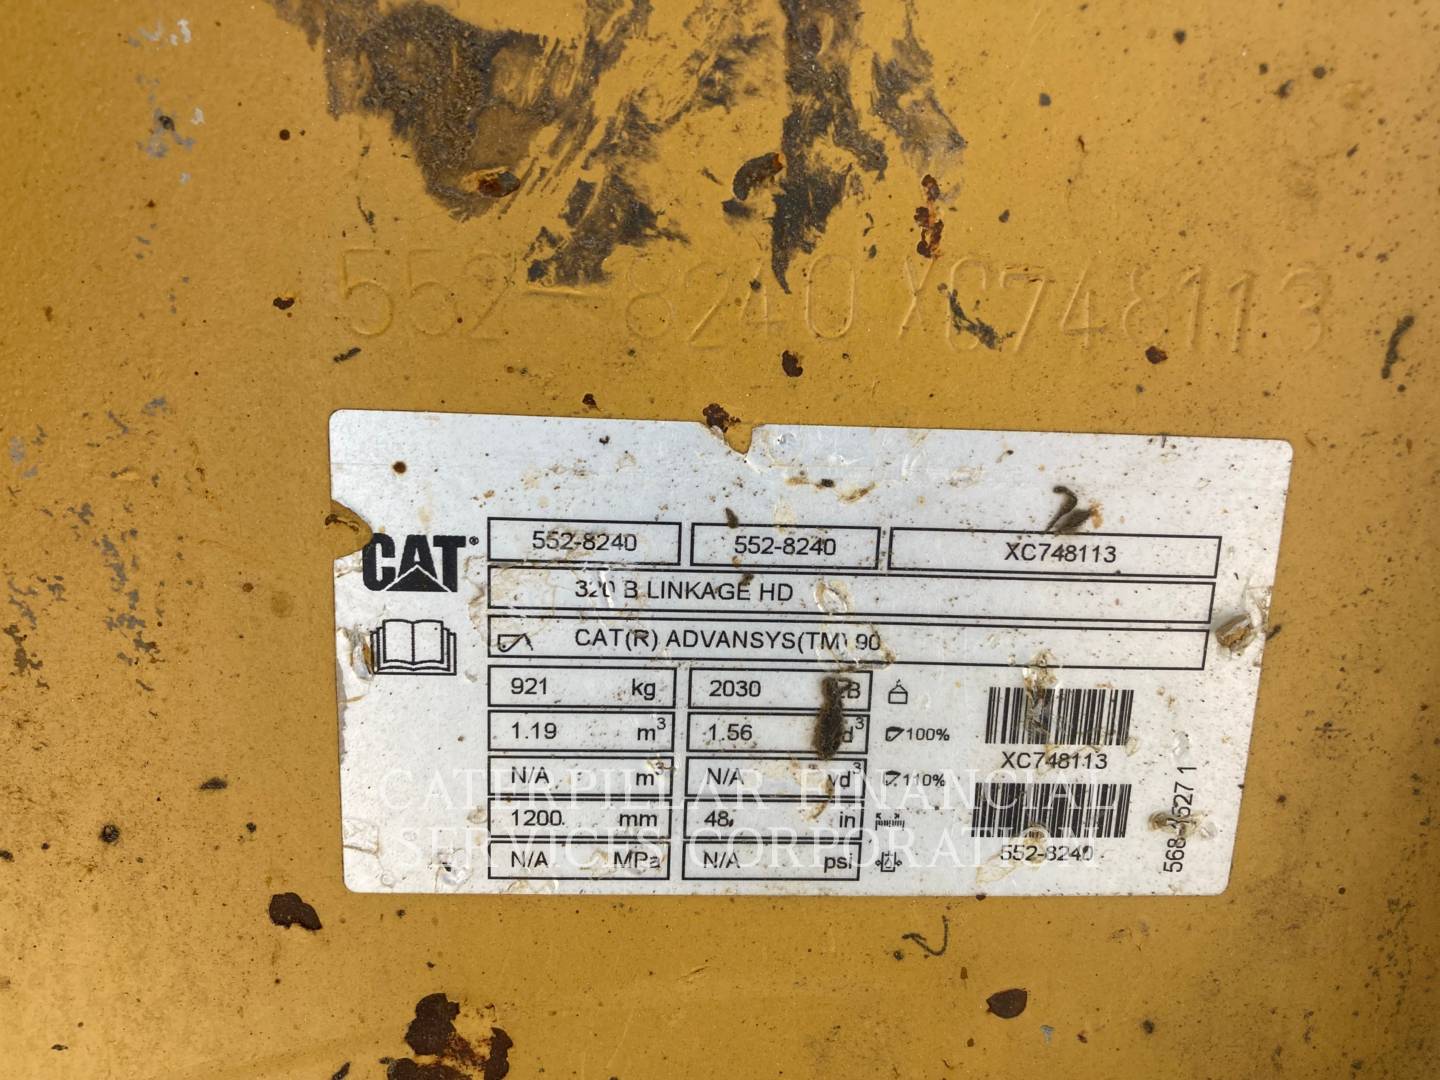 552-8240 XC748113
CAT® 552-8240 552-8240 XC748113
320 B LINKAGE HD
CAT(R) ADVANSYS(TM) 90
921 kg 2030 LB
1.19 m³ 1.56 yd³ 100%
N/A m³ N/A yd³ 110%
1200 mm 48 in
N/A MPa N/A psi
XC748113
552-8240
CATERPILLAR FINANCIAL
SERVICES CORPORATION